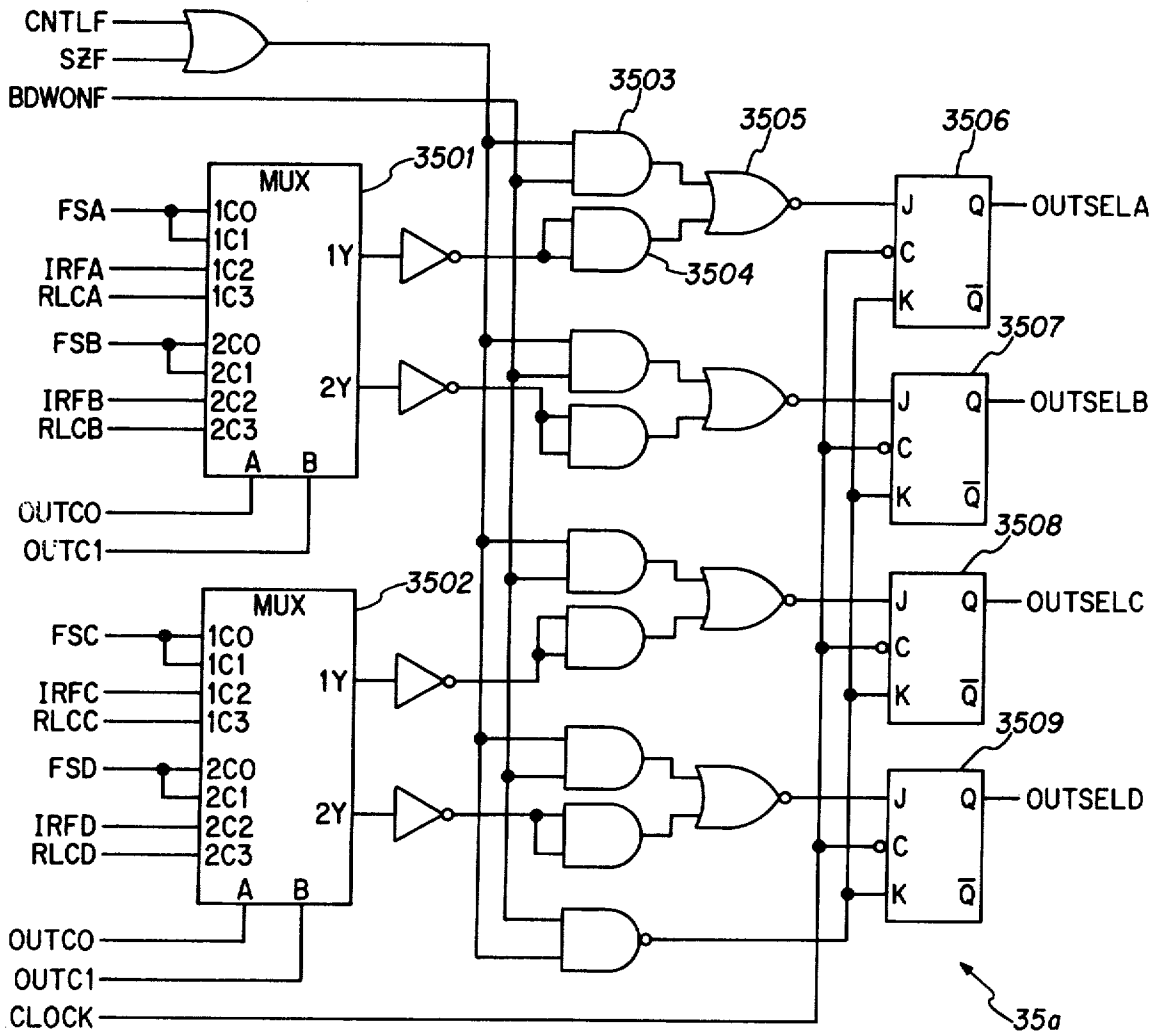 CNTLF
SZF
BDWONF
3503
3505
3506
3501
MUX
FSA
1C0
1C1
IRFA
1C2
RLCA
1C3
FSB
2C0
2C1
IRFB
2C2
RLCB
2C3
1Y
2Y
A B
OUTC0
OUTC1
3504
J Q
C
K Q̅
OUTSELA
3507
J Q
C
K Q̅
OUTSELB
3502
MUX
FSC
1C0
1C1
IRFC
1C2
RLCC
1C3
FSD
2C0
2C1
IRFD
2C2
RLCD
2C3
1Y
2Y
A B
OUTC0
OUTC1
3508
J Q
C
K Q̅
OUTSELC
3509
J Q
C
K Q̅
OUTSELD
CLOCK
35a